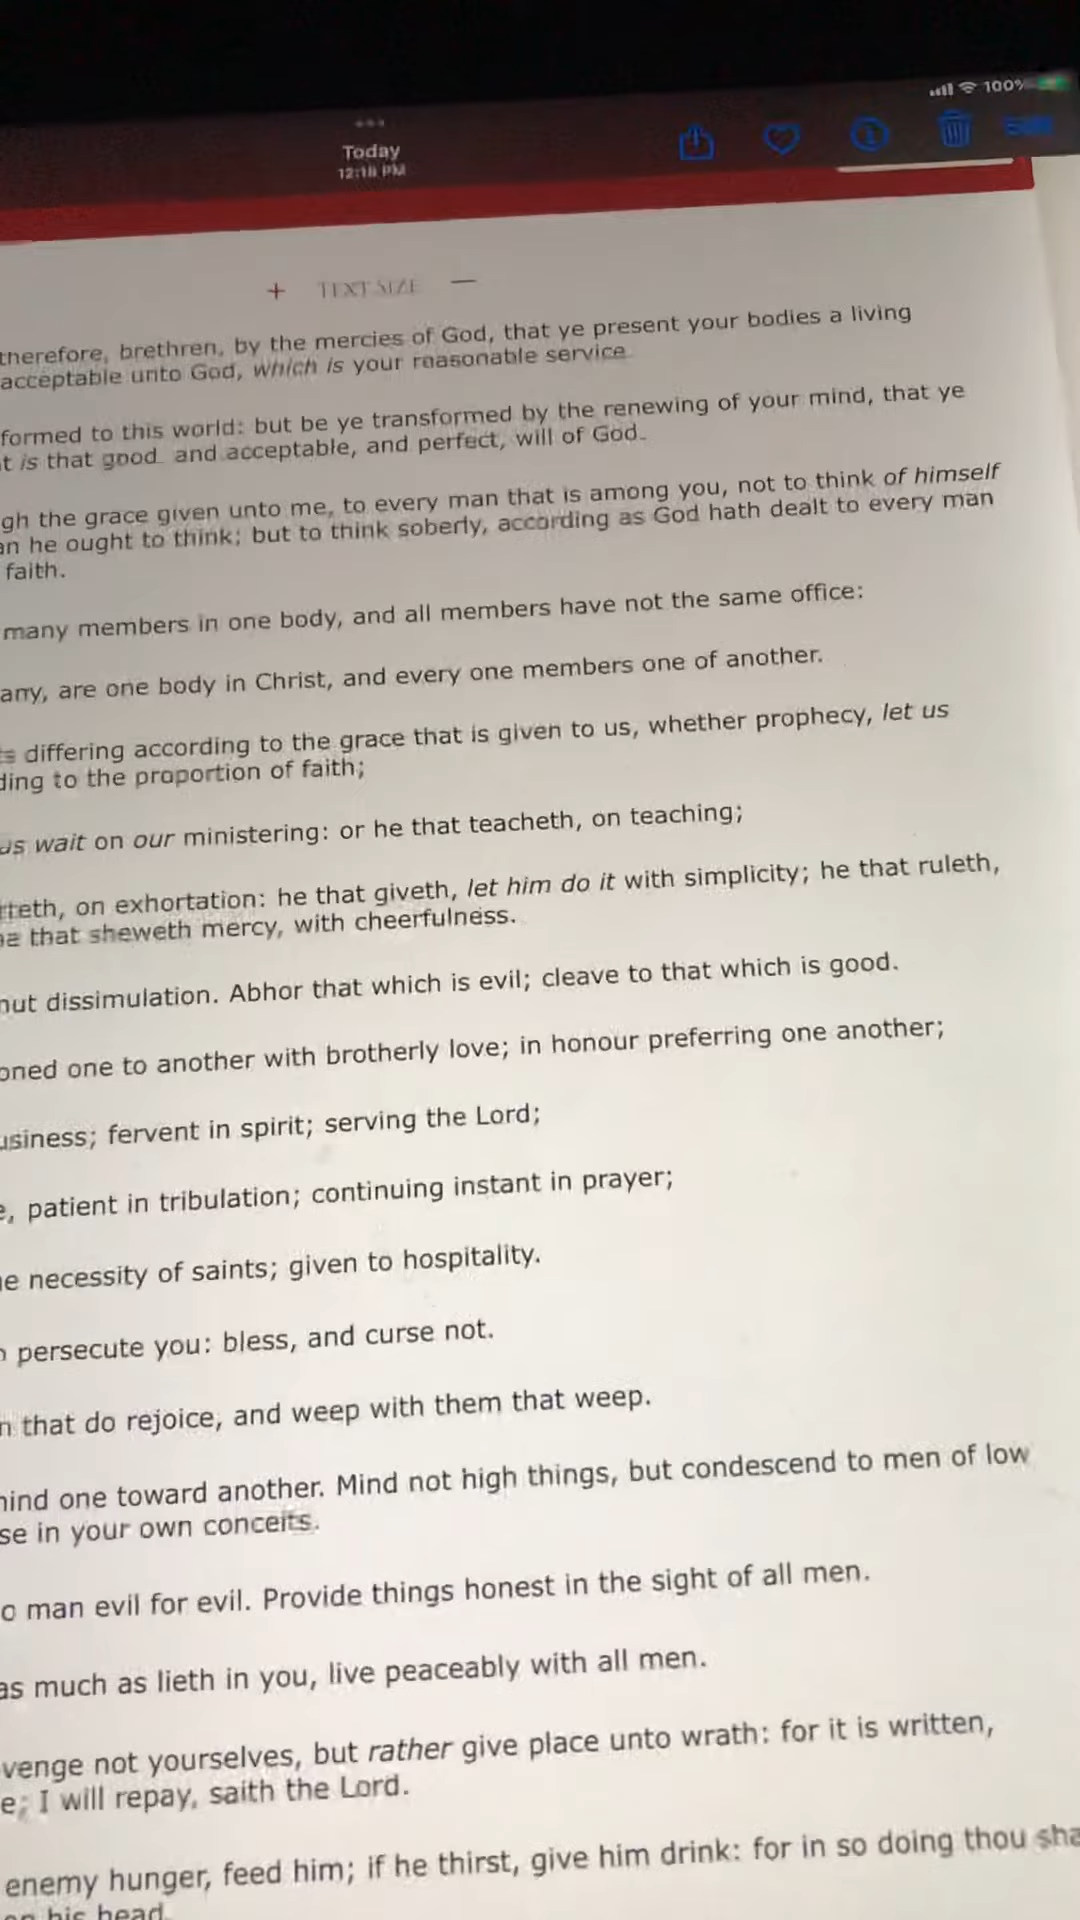 100%
Today
12:18 PM
+ TEXT SIZE —
therefore, brethren, by the mercies of God, that ye present your bodies a living
acceptable unto God, which is your reasonable service
formed to this world: but be ye transformed by the renewing of your mind, that ye
t is that good and acceptable, and perfect, will of God.
gh the grace given unto me, to every man that is among you, not to think of himself
an he ought to think; but to think soberly, according as God hath dealt to every man
faith.
many members in one body, and all members have not the same office:
any, are one body in Christ, and every one members one of another.
differing according to the grace that is given to us, whether prophecy, let us
ding to the proportion of faith;
us wait on our ministering: or he that teacheth, on teaching;
rteth, on exhortation: he that giveth, let him do it with simplicity; he that ruleth,
he that sheweth mercy, with cheerfulness.
out dissimulation. Abhor that which is evil; cleave to that which is good.
oned one to another with brotherly love; in honour preferring one another;
usiness; fervent in spirit; serving the Lord;
e, patient in tribulation; continuing instant in prayer;
e necessity of saints; given to hospitality.
persecute you: bless, and curse not.
that do rejoice, and weep with them that weep.
mind one toward another. Mind not high things, but condescend to men of low
se in your own conceits.
o man evil for evil. Provide things honest in the sight of all men.
as much as lieth in you, live peaceably with all men.
venge not yourselves, but rather give place unto wrath: for it is written,
e; I will repay, saith the Lord.
enemy hunger, feed him; if he thirst, give him drink: for in so doing thou sha
on his head.